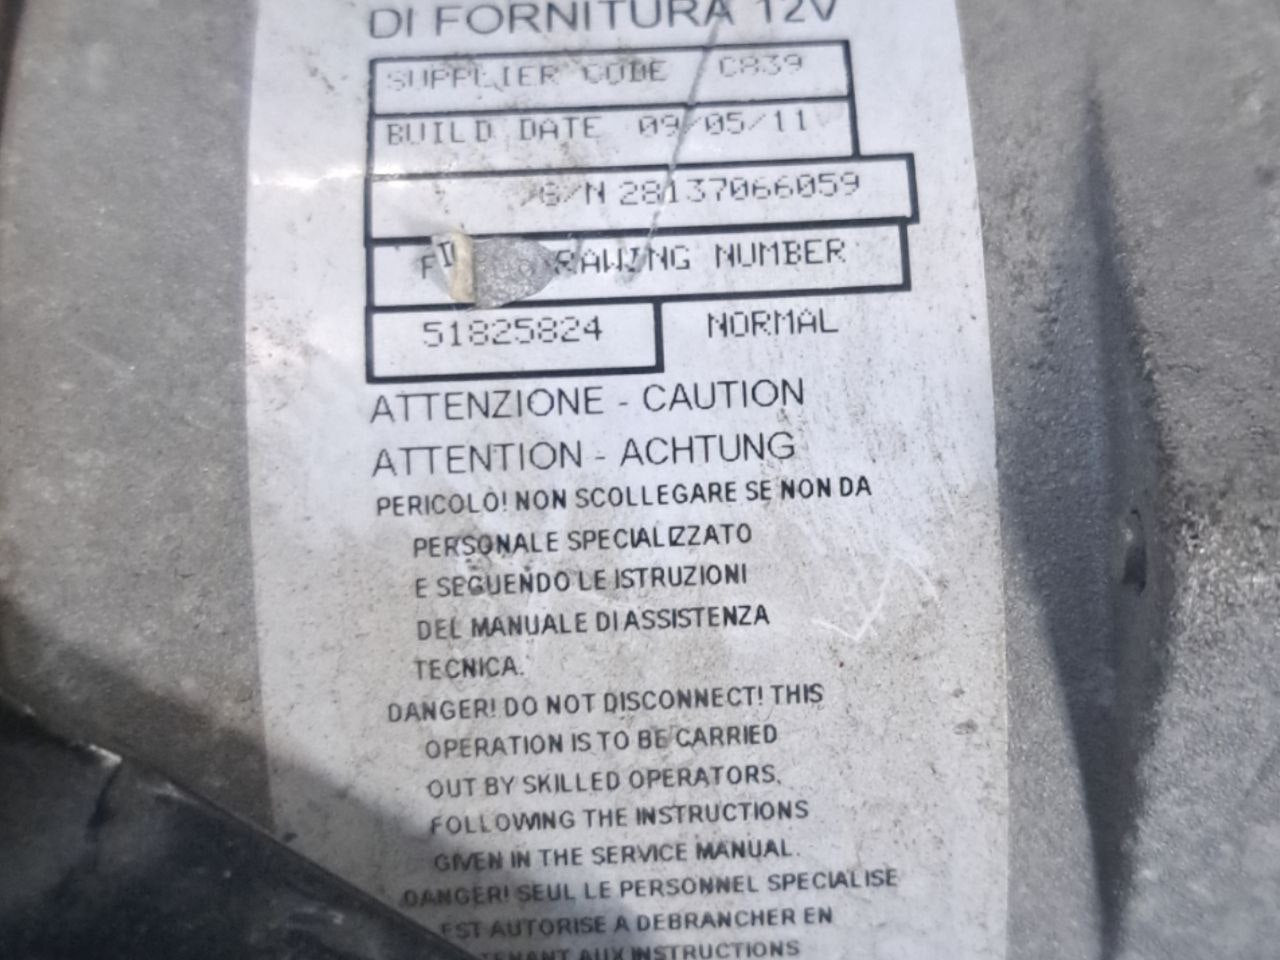 DI FORNITURA 12V
SUPPLIER CODE C839
BUILD DATE 09/05/11
S/N 28137066059
DRAWING NUMBER
51825824 NORMAL
ATTENZIONE - CAUTION
ATTENTION - ACHTUNG
PERICOLO! NON SCOLLEGARE SE NON DA
PERSONALE SPECIALIZZATO
E SEGUENDO LE ISTRUZIONI
DEL MANUALE DI ASSISTENZA
TECNICA.
DANGER! DO NOT DISCONNECT! THIS
OPERATION IS TO BE CARRIED
OUT BY SKILLED OPERATORS,
FOLLOWING THE INSTRUCTIONS
GIVEN IN THE SERVICE MANUAL.
DANGER! SEUL LE PERSONNEL SPECIALISE
EST AUTORISE A DEBRANCHER EN
AUX INSTRUCTIONS